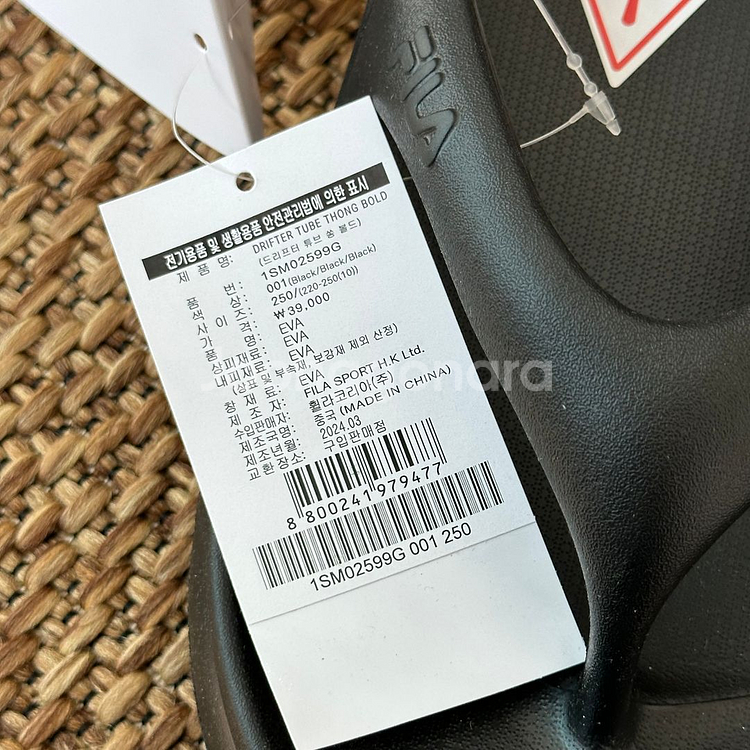 FILA
전기용품 및 생활용품 안전관리법에 의한 표시
제 품 명: DRIFTER TUBE THONG BOLD
(드리프터 튜브 쏭 볼드)
품 번: 1SM02599G
색 상: 001(Black/Black/Black)
사 이 즈: 250/(220-250(10))
가 격: ₩39,000
품 명: EVA
상피재료: EVA
내피재료: EVA
(상표 및 부속재, 보강재 제외 산정)
창 재 료: EVA
제 조 자: FILA SPORT H.K Ltd.
수입판매자: 휠라코리아(주)
제조국명: 중국 (MADE IN CHINA)
제조년월: 2024.03
교환장소: 구입판매점
8 800241 979477
1SM02599G 001 250